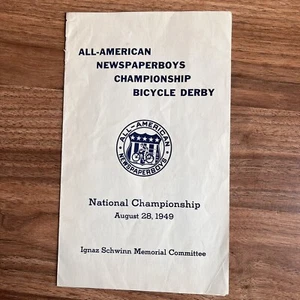 ALL-AMERICAN
NEWSPAPERBOYS
CHAMPIONSHIP
BICYCLE DERBY
ALL-AMERICAN
NEWSPAPERBOYS
National Championship
August 28, 1949
Ignaz Schwinn Memorial Committee